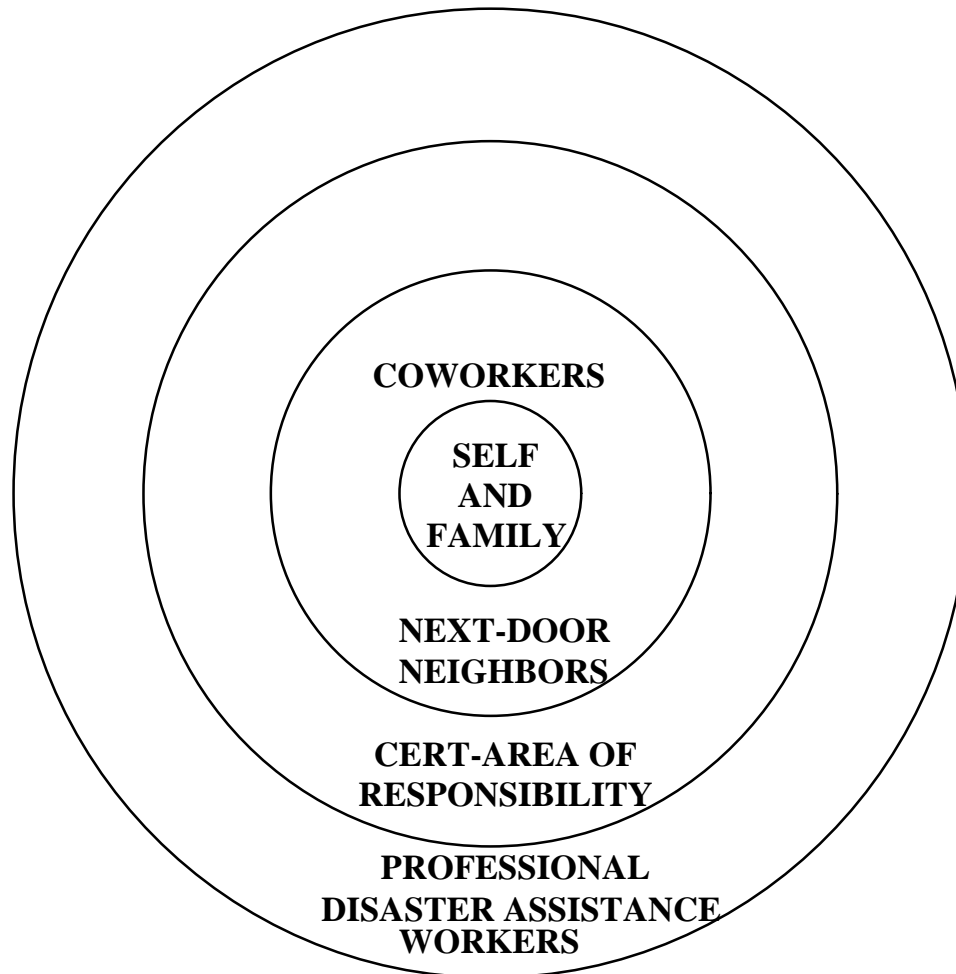 COWORKERS
SELF
AND
FAMILY
NEXT-DOOR
NEIGHBORS
CERT-AREA OF
RESPONSIBILITY
PROFESSIONAL
DISASTER ASSISTANCE
WORKERS